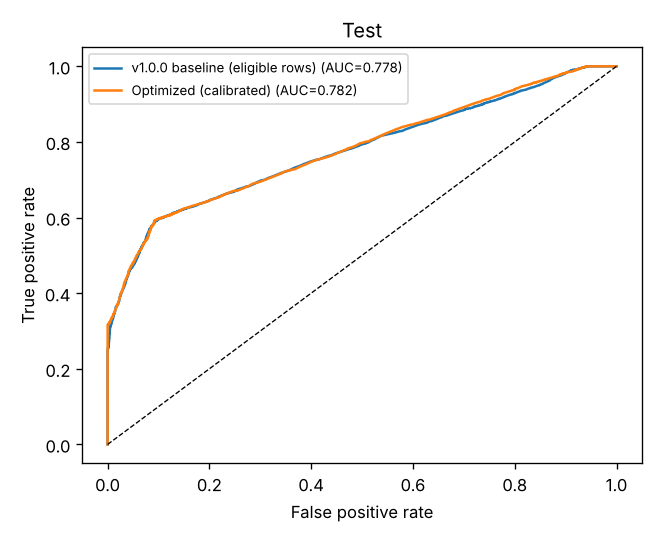 Test
v1.0.0 baseline (eligible rows) (AUC=0.778)
Optimized (calibrated) (AUC=0.782)
True positive rate
1.0
0.8
0.6
0.4
0.2
0.0
0.0 0.2 0.4 0.6 0.8 1.0
False positive rate